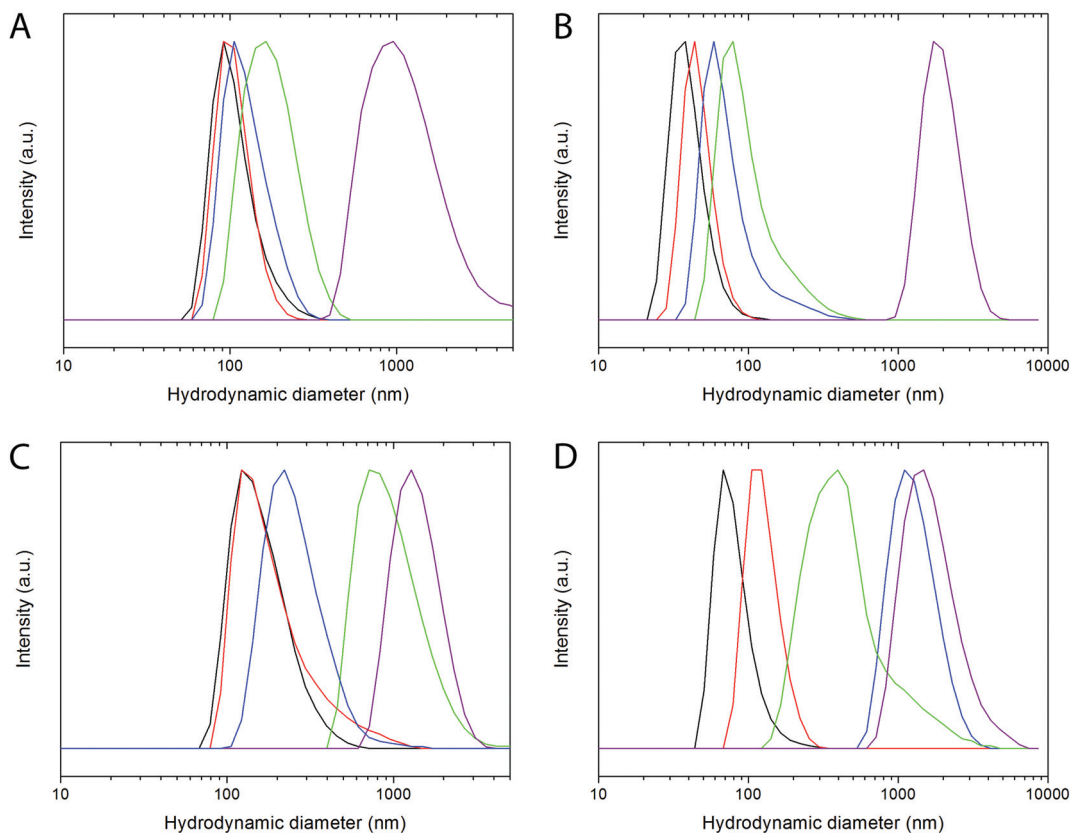 A
Intensity (a.u.)
10 100 1000
Hydrodynamic diameter (nm)
B
Intensity (a.u.)
10 100 1000 10000
Hydrodynamic diameter (nm)
C
Intensity (a.u.)
10 100 1000
Hydrodynamic diameter (nm)
D
Intensity (a.u.)
10 100 1000 10000
Hydrodynamic diameter (nm)